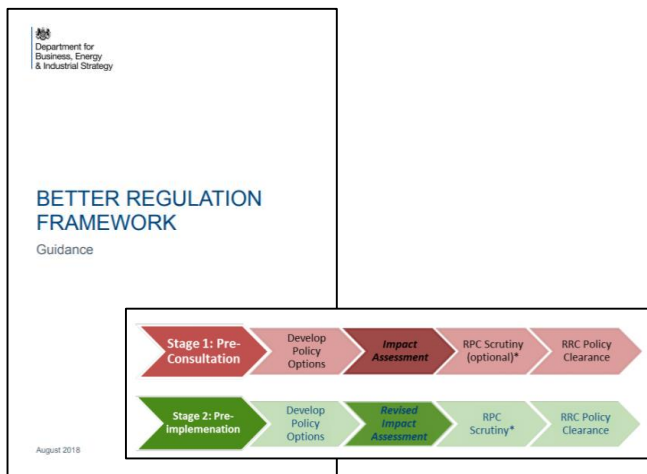 Department for
Business, Energy
& Industrial Strategy
BETTER REGULATION
FRAMEWORK
Guidance
August 2018
Stage 1: Pre-
Consultation
Develop
Policy
Options
Impact
Assessment
RPC Scrutiny
(optional)*
RRC Policy
Clearance
Stage 2: Pre-
implemenation
Develop
Policy
Options
Revised
Impact
Assessment
RPC
Scrutiny*
RRC Policy
Clearance